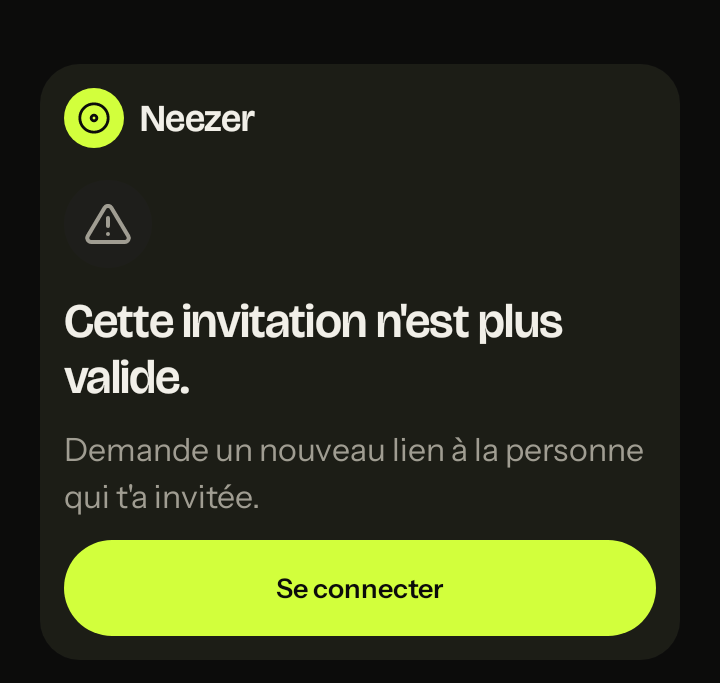 Neezer
Cette invitation n'est plus
valide.
Demande un nouveau lien à la personne
qui t'a invitée.
Se connecter